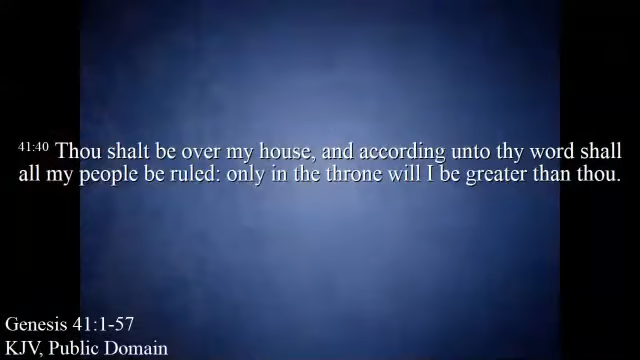 41:40 Thou shalt be over my house, and according unto thy word shall
all my people be ruled: only in the throne will I be greater than thou.
Genesis 41:1-57
KJV, Public Domain